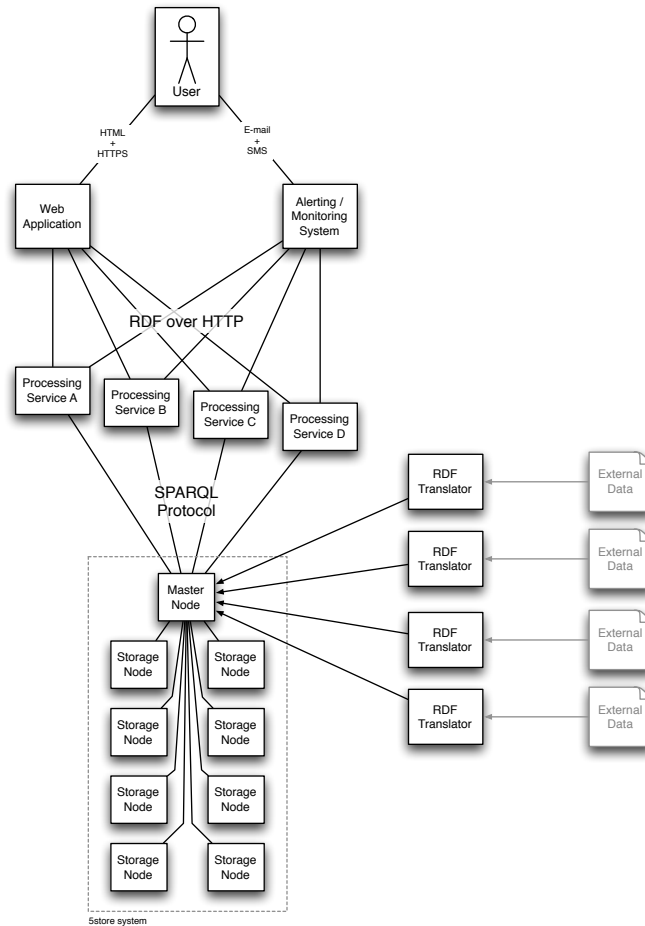 User
HTML
+
HTTPS
E-mail
+
SMS
Web
Application
Alerting /
Monitoring
System
RDF over HTTP
Processing
Service A
Processing
Service B
Processing
Service C
Processing
Service D
SPARQL
Protocol
RDF
Translator
External
Data
RDF
Translator
External
Data
RDF
Translator
External
Data
RDF
Translator
External
Data
Master
Node
Storage
Node
Storage
Node
Storage
Node
Storage
Node
Storage
Node
Storage
Node
Storage
Node
Storage
Node
5store system